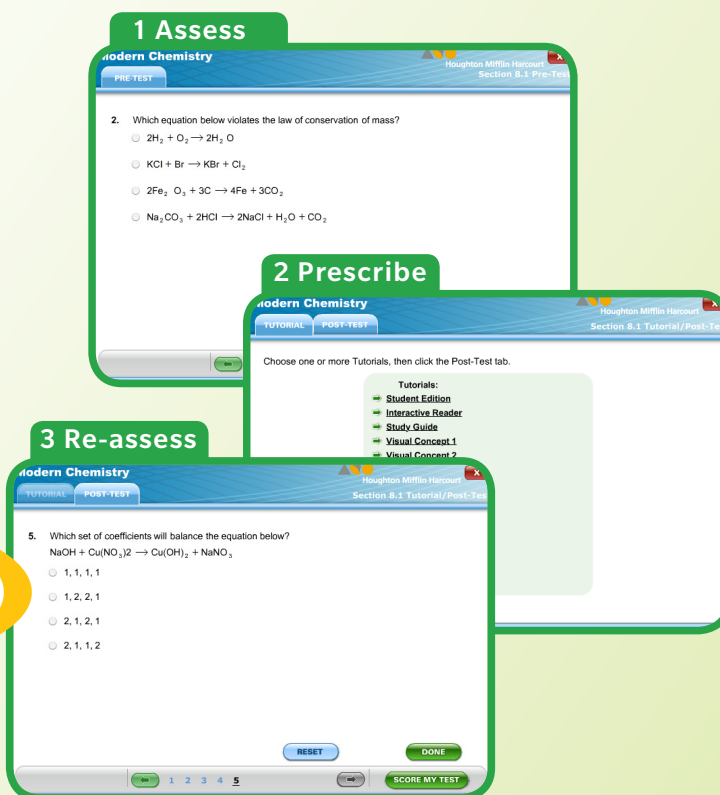 1 Assess
Modern Chemistry
Houghton Mifflin Harcourt
X
PRE-TEST
Section 8.1 Pre-Test
2. Which equation below violates the law of conservation of mass?
2H₂ + O₂ → 2H₂ O
KCl + Br → KBr + Cl₂
2Fe₂ O₃ + 3C → 4Fe + 3CO₂
Na₂CO₃ + 2HCl → 2NaCl + H₂O + CO₂
2 Prescribe
Modern Chemistry
Houghton Mifflin Harcourt
X
TUTORIAL POST-TEST
Section 8.1 Tutorial/Post-Te
Choose one or more Tutorials, then click the Post-Test tab.
Tutorials:
Student Edition
Interactive Reader
Study Guide
Visual Concept 1
Visual Concept 2
3 Re-assess
Modern Chemistry
Houghton Mifflin Harcourt
X
TUTORIAL POST-TEST
Section 8.1 Tutorial/Post-Tes
5. Which set of coefficients will balance the equation below?
NaOH + Cu(NO₃)2 → Cu(OH)₂ + NaNO₃
1, 1, 1, 1
1, 2, 2, 1
2, 1, 2, 1
2, 1, 1, 2
RESET DONE
1 2 3 4 5 SCORE MY TEST